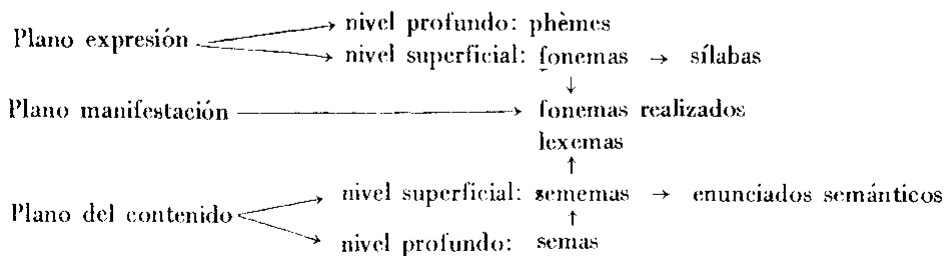 nivel profundo: phèmes
Plano expresión
nivel superficial: fonemas → sílabas
↓
Plano manifestación → fonemas realizados
lexemas
↑
nivel superficial: sememas → enunciados semánticos
Plano del contenido
↑
nivel profundo: semas